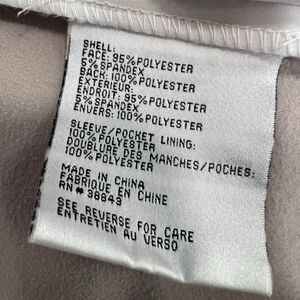 SHELL:
FACE: 95% POLYESTER
5% SPANDEX
BACK: 100% POLYESTER
EXTERIEUR:
ENDROIT: 95% POLYESTER
5% SPANDEX
ENVERS: 100% POLYESTER
SLEEVE/POCKET LINING:
100% POLYESTER
DOUBLURE DES MANCHES/POCHES:
100% POLYESTER
MADE IN CHINA
FABRIQUE EN CHINE
RN# 38843
SEE REVERSE FOR CARE
ENTRETIEN AU VERSO